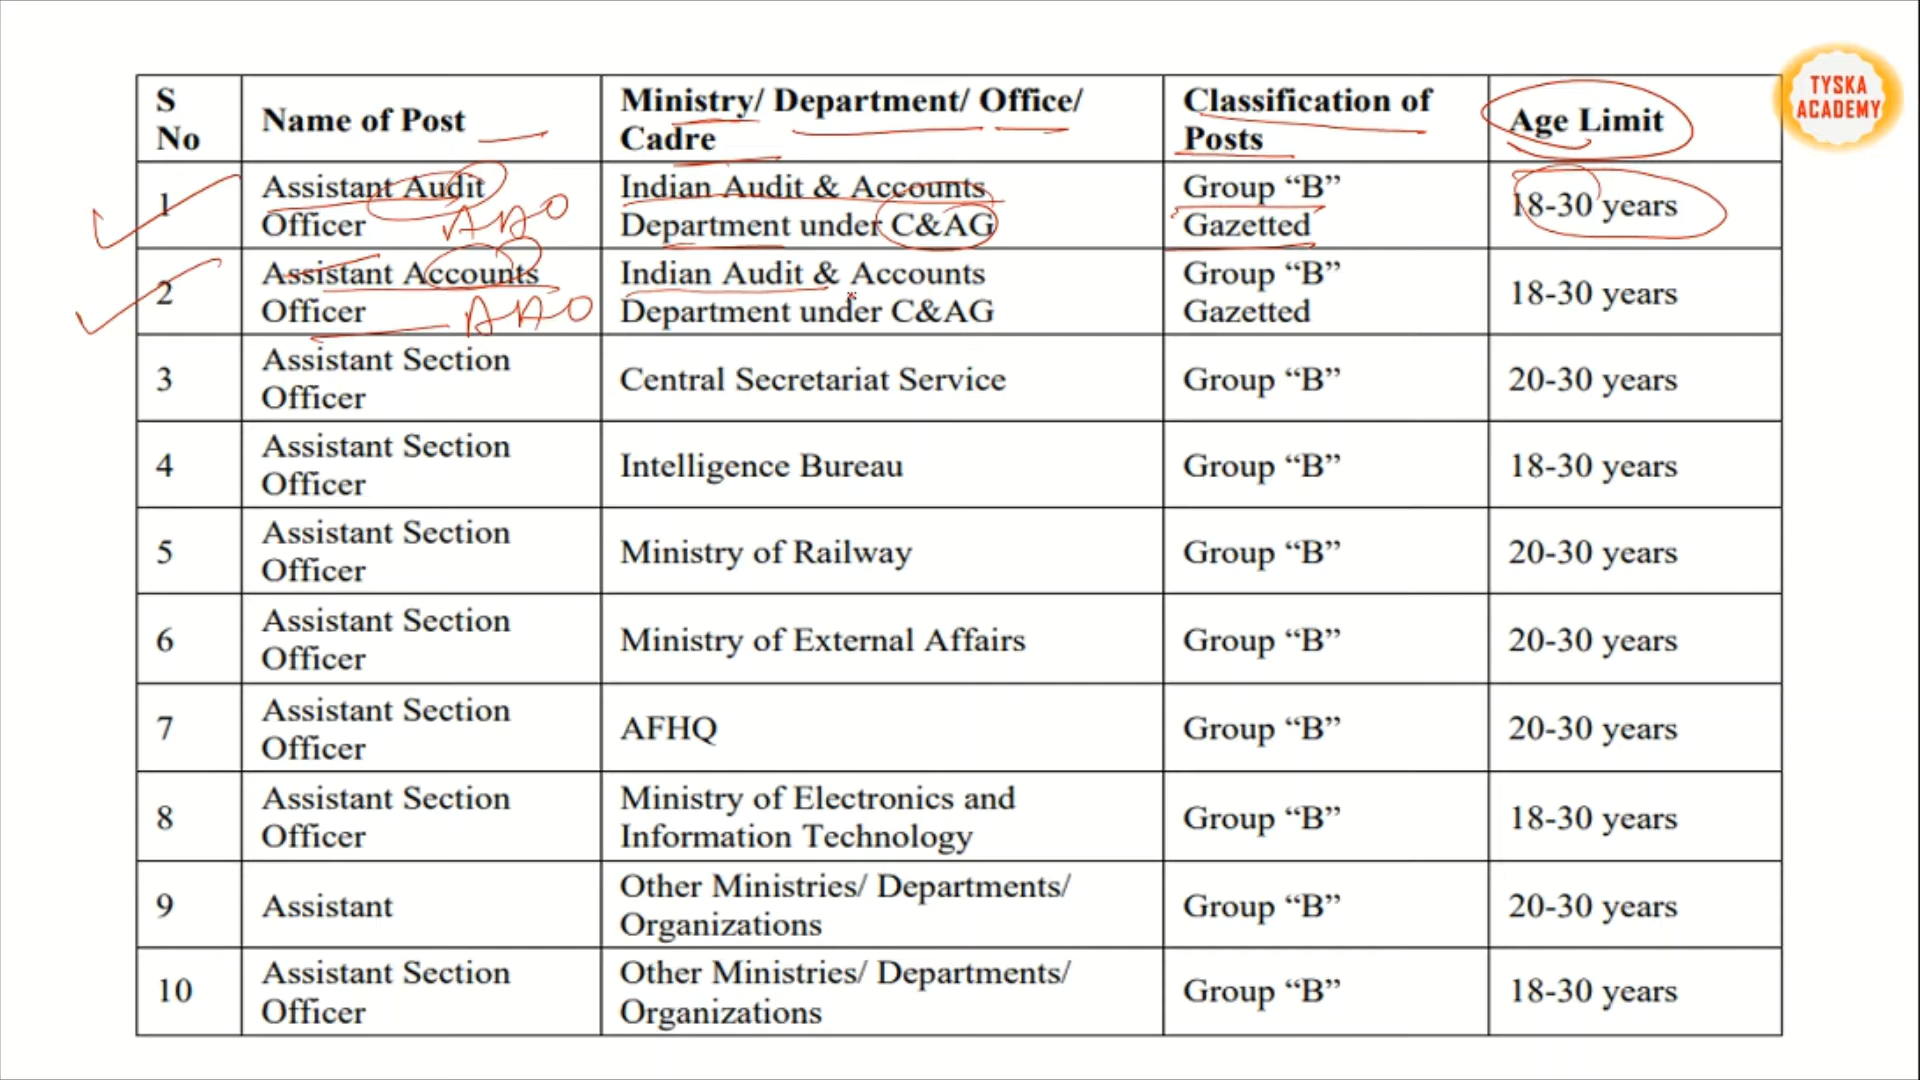 TYSKA
ACADEMY
S
No
Name of Post
Ministry/ Department/ Office/
Cadre
Classification of
Posts
Age Limit
1
Assistant Audit
Officer
AAO
Indian Audit & Accounts
Department under C&AG
Group “B”
Gazetted
18-30 years
2
Assistant Accounts
Officer
AAO
Indian Audit & Accounts
Department under C&AG
Group “B”
Gazetted
18-30 years
3
Assistant Section
Officer
Central Secretariat Service
Group “B”
20-30 years
4
Assistant Section
Officer
Intelligence Bureau
Group “B”
18-30 years
5
Assistant Section
Officer
Ministry of Railway
Group “B”
20-30 years
6
Assistant Section
Officer
Ministry of External Affairs
Group “B”
20-30 years
7
Assistant Section
Officer
AFHQ
Group “B”
20-30 years
8
Assistant Section
Officer
Ministry of Electronics and
Information Technology
Group “B”
18-30 years
9
Assistant
Other Ministries/ Departments/
Organizations
Group “B”
20-30 years
10
Assistant Section
Officer
Other Ministries/ Departments/
Organizations
Group “B”
18-30 years